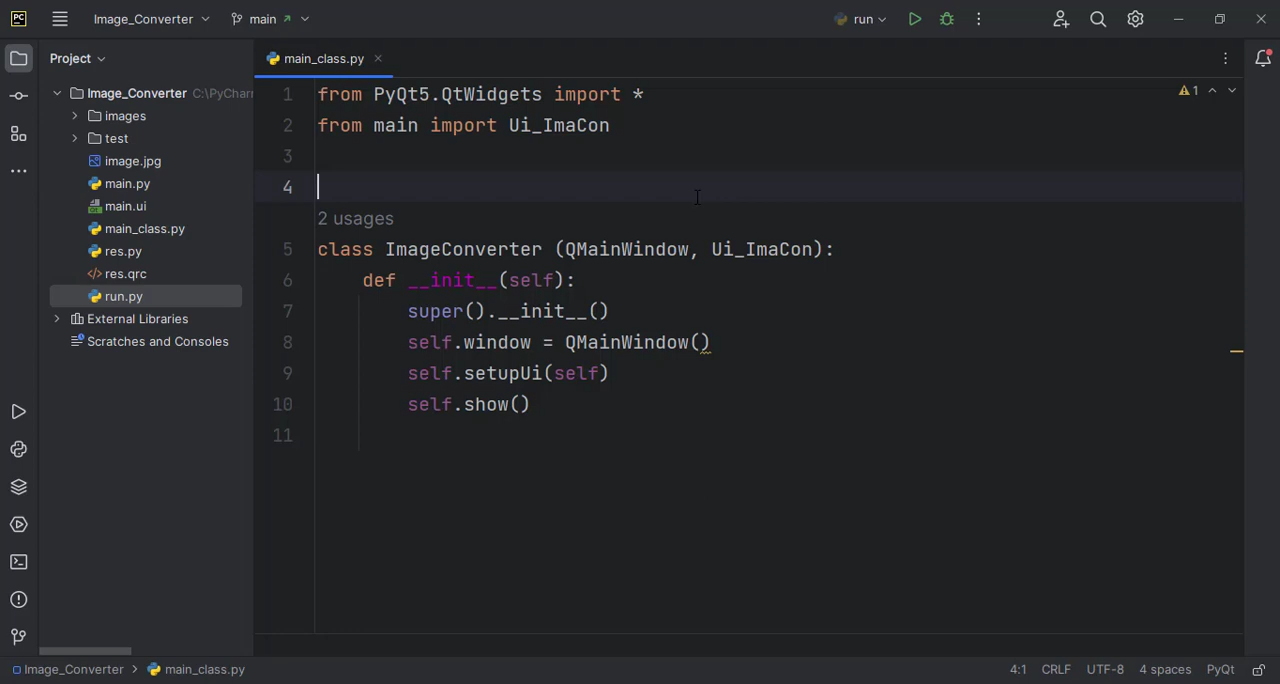 PC Image_Converter main run
Project
main_class.py
Image_Converter C:\PyCharr
images
test
image.jpg
main.py
main.ui
main_class.py
res.py
res.qrc
run.py
External Libraries
Scratches and Consoles
1 from PyQt5.QtWidgets import *
2 from main import Ui_ImaCon
3
4
2 usages
5 class ImageConverter (QMainWindow, Ui_ImaCon):
6 def __init__(self):
7 super().__init__()
8 self.window = QMainWindow()
9 self.setupUi(self)
10 self.show()
11
1
Image_Converter > main_class.py
4:1 CRLF UTF-8 4 spaces PyQt